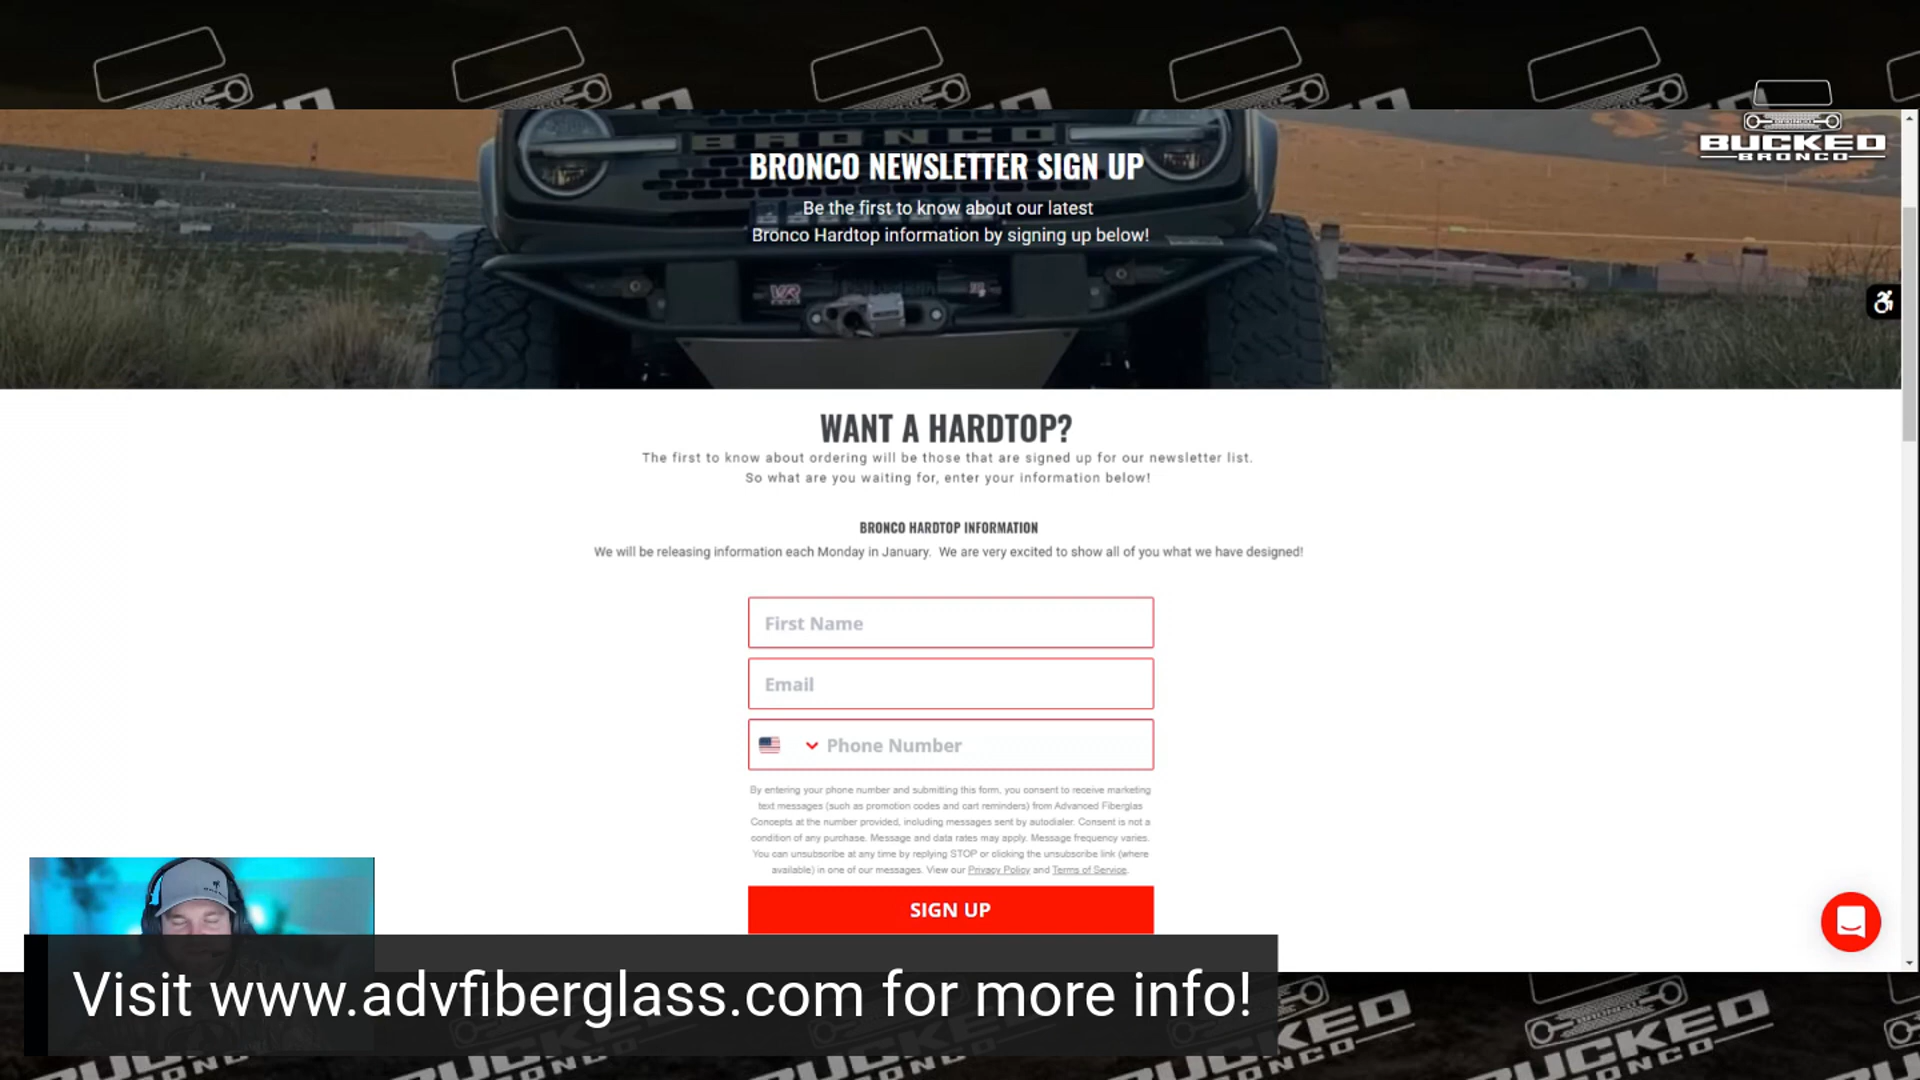 BUCKED
BRONCO
BRONCO
BRONCO NEWSLETTER SIGN UP
Be the first to know about our latest
Bronco Hardtop information by signing up below!
VR
WANT A HARDTOP?
The first to know about ordering will be those that are signed up for our newsletter list.
So what are you waiting for, enter your information below!
BRONCO HARDTOP INFORMATION
We will be releasing information each Monday in January. We are very excited to show all of you what we have designed!
First Name
Email
Phone Number
By entering your phone number and submitting this form, you consent to receive marketing
text messages (such as promotion codes and cart reminders) from Advanced Fiberglas
Concepts at the number provided, including messages sent by autodialer. Consent is not a
condition of any purchase. Message and data rates may apply. Message frequency varies.
You can unsubscribe at any time by replying STOP or clicking the unsubscribe link (where
available) in one of our messages. View our Privacy Policy and Terms of Service.
SIGN UP
Visit www.advfiberglass.com for more info!
BUCKED
BUCKED